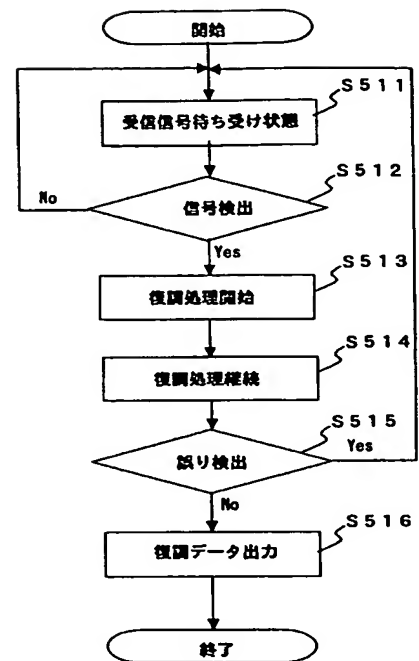 開始
S511
受信信号待ち受け状態
S512
No
信号検出
Yes
S513
復調処理開始
S514
復調処理継続
S515
Yes
誤り検出
No
S516
復調データ出力
終了